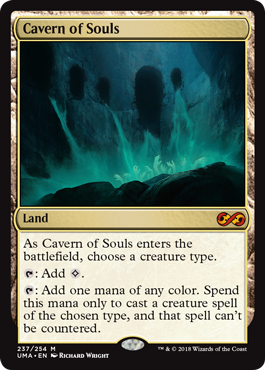 Cavern of Souls
Land
As Cavern of Souls enters the
battlefield, choose a creature type.
: Add .
: Add one mana of any color. Spend
this mana only to cast a creature spell
of the chosen type, and that spell can't
be countered.
237/254 M
UMA • EN Richard Wright
™ & © 2018 Wizards of the Coast